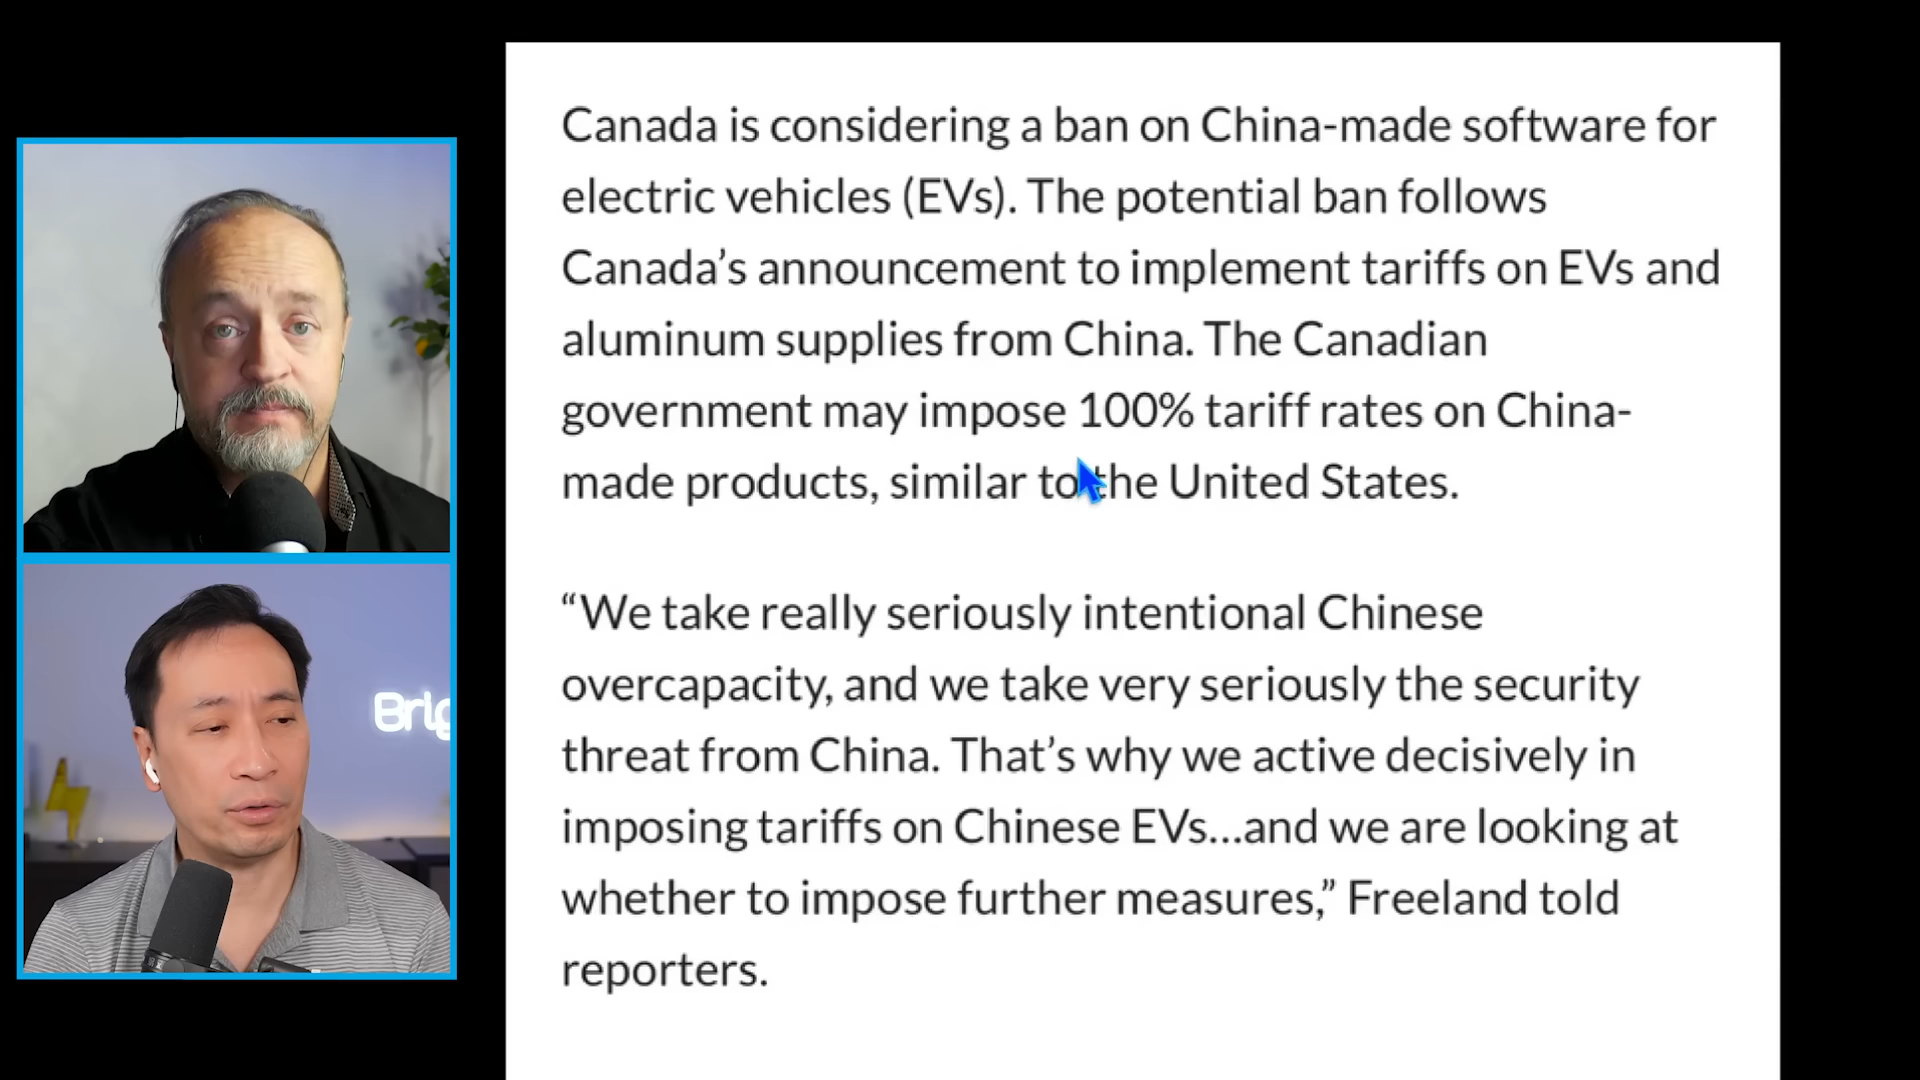 Canada is considering a ban on China-made software for
electric vehicles (EVs). The potential ban follows
Canada’s announcement to implement tariffs on EVs and
aluminum supplies from China. The Canadian
government may impose 100% tariff rates on China-
made products, similar to the United States.
“We take really seriously intentional Chinese
overcapacity, and we take very seriously the security
threat from China. That’s why we active decisively in
imposing tariffs on Chinese EVs…and we are looking at
whether to impose further measures,” Freeland told
reporters.
Brig